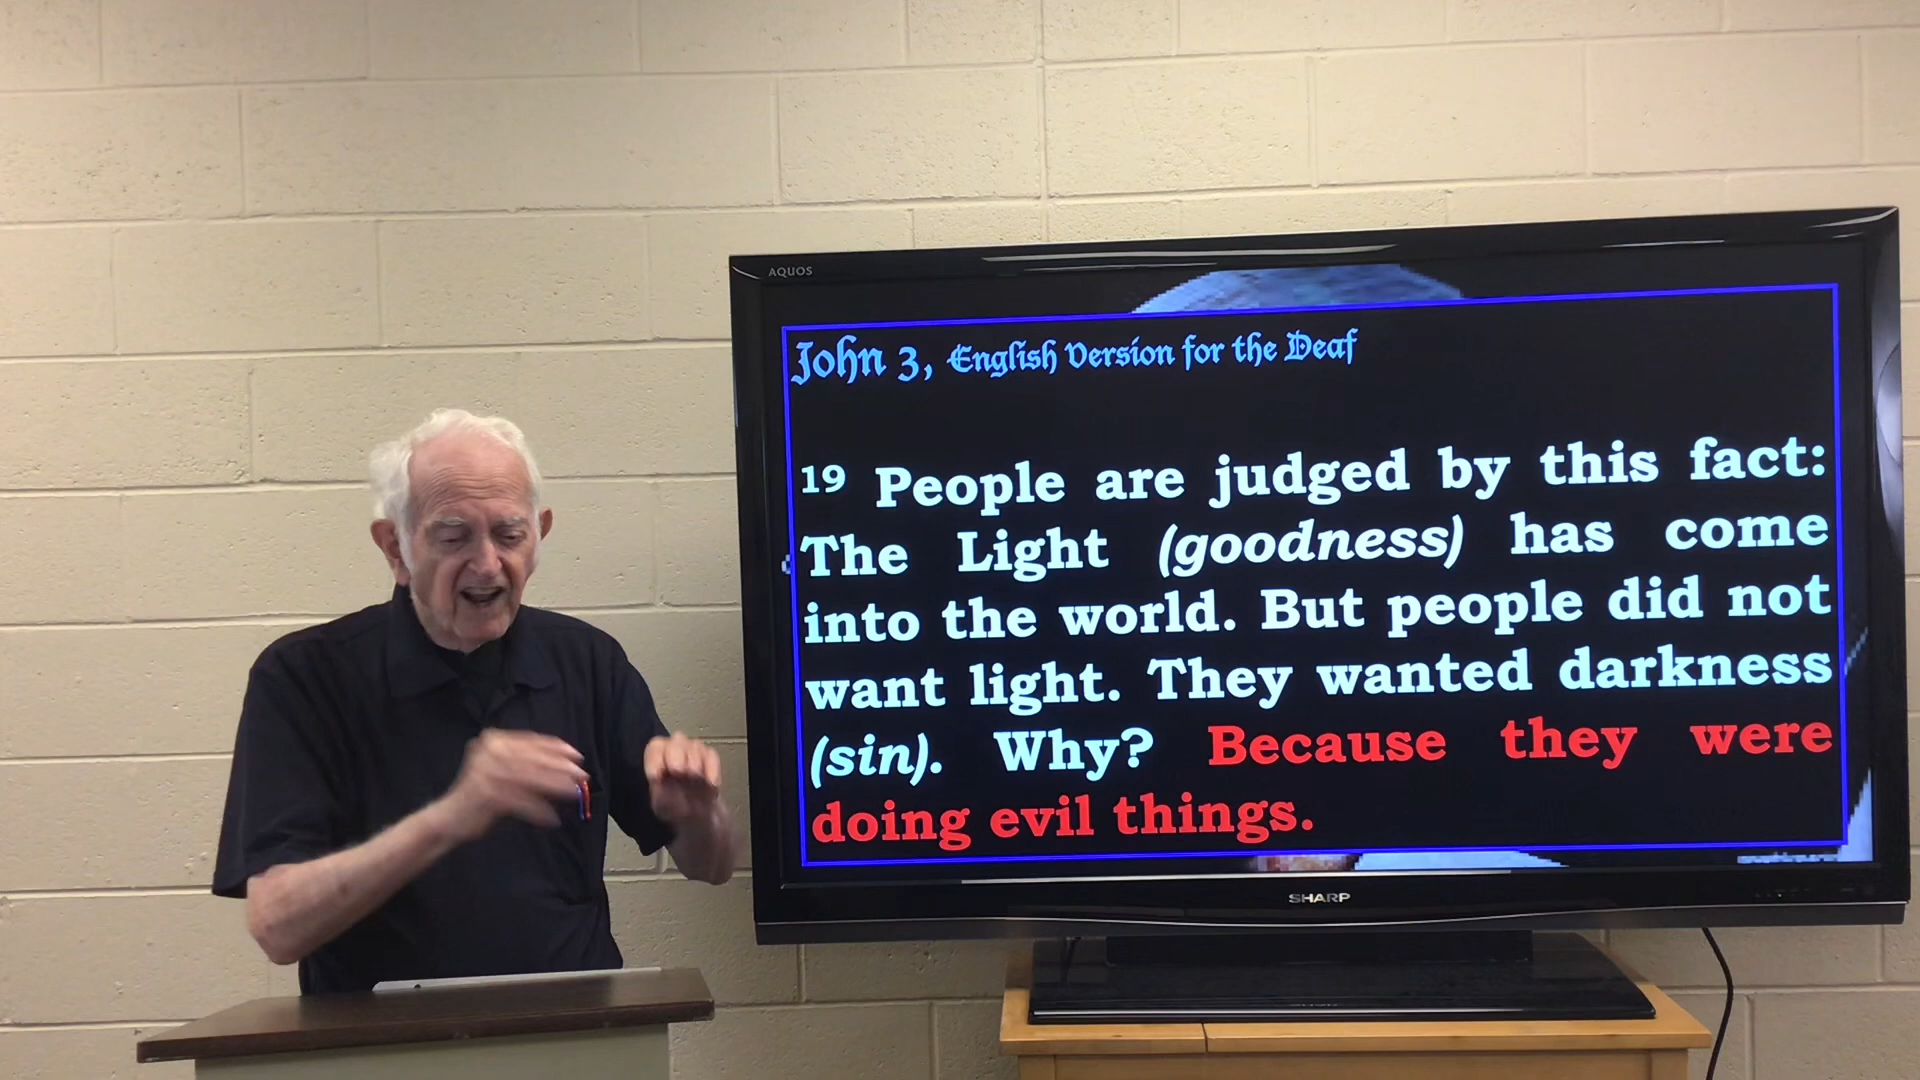 AQUOS
John 3, English Version for the Deaf
19 People are judged by this fact:
The Light (goodness) has come
into the world. But people did not
want light. They wanted darkness
(sin). Why? Because they were
doing evil things.
SHARP